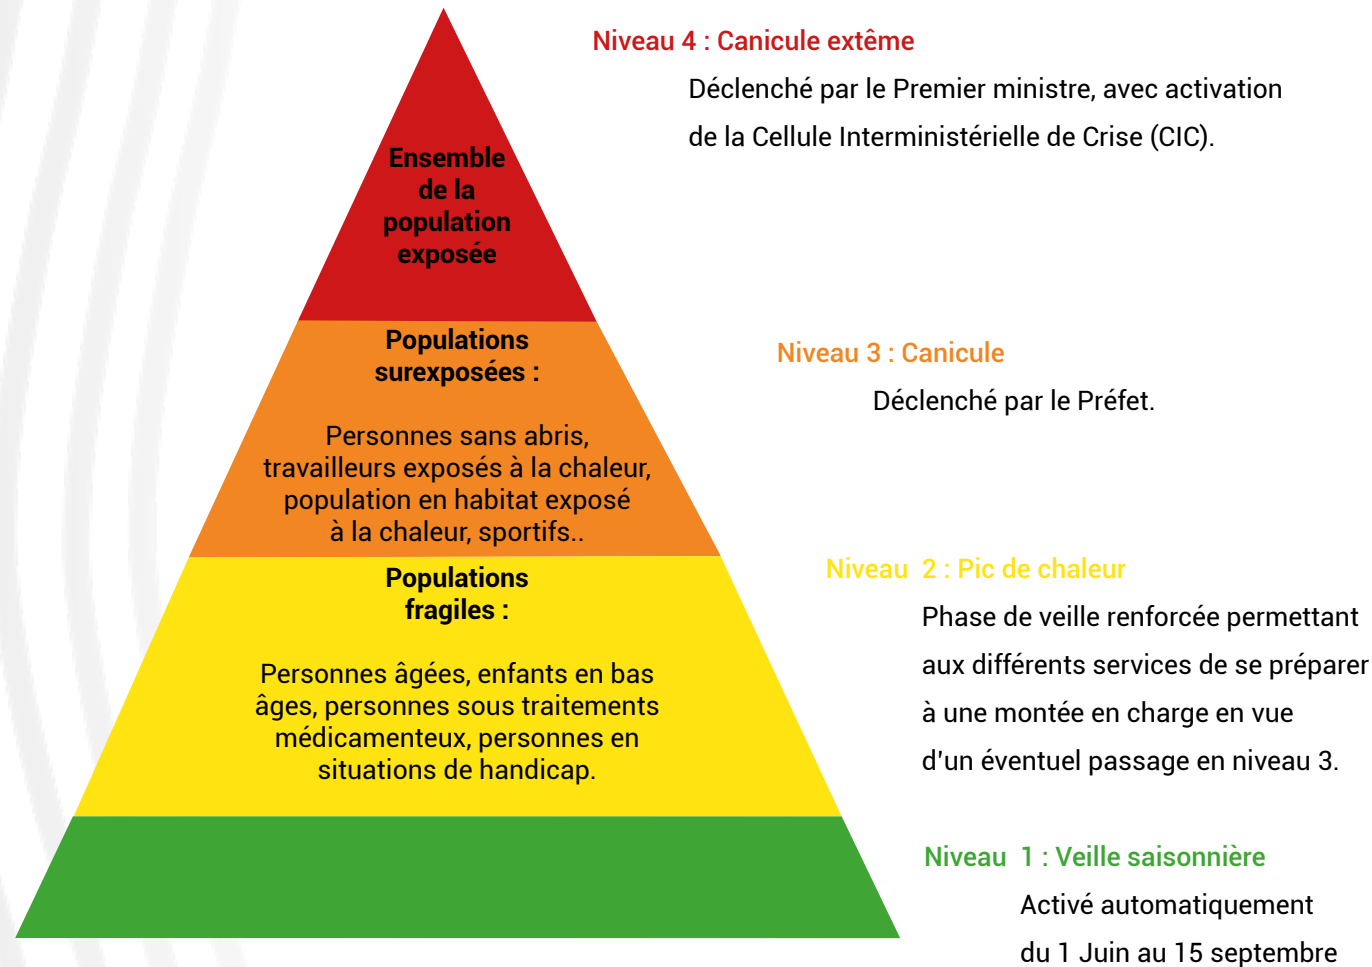 Niveau 4 : Canicule extême
Déclenché par le Premier ministre, avec activation
de la Cellule Interministérielle de Crise (CIC).
Ensemble
de la
population
exposée
Niveau 3 : Canicule
Déclenché par le Préfet.
Populations
surexposées :
Personnes sans abris,
travailleurs exposés à la chaleur,
population en habitat exposé
à la chaleur, sportifs..
Niveau  2 : Pic de chaleur
Phase de veille renforcée permettant
aux différents services de se préparer
à une montée en charge en vue
d'un éventuel passage en niveau 3.
Populations
fragiles :
Personnes âgées, enfants en bas
âges, personnes sous traitements
médicamenteux, personnes en
situations de handicap.
Niveau  1 : Veille saisonnière
Activé automatiquement
du 1 Juin au 15 septembre